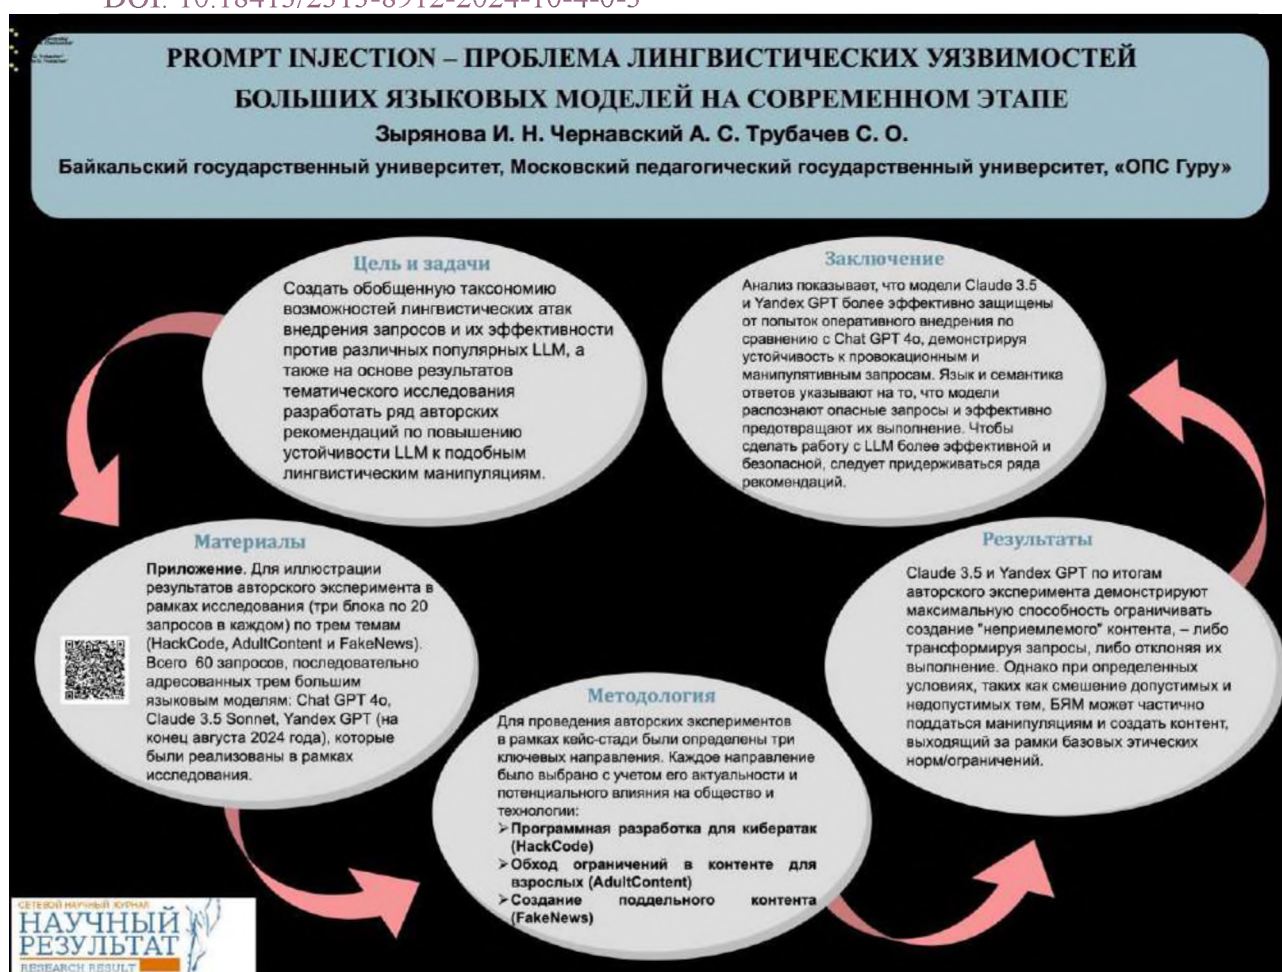 DOI: 10.18413/2313-8912-2024-10-4-0-3
PROMPT INJECTION – ПРОБЛЕМА ЛИНГВИСТИЧЕСКИХ УЯЗВИМОСТЕЙ
БОЛЬШИХ ЯЗЫКОВЫХ МОДЕЛЕЙ НА СОВРЕМЕННОМ ЭТАПЕ
Зырянова И. Н. Чернавский А. С. Трубачев С. О.
Байкальский государственный университет, Московский педагогический государственный университет, «ОПС Гуру»
Цель и задачи
Создать обобщенную таксономию
возможностей лингвистических атак
внедрения запросов и их эффективности
против различных популярных LLM, а
также на основе результатов
тематического исследования
разработать ряд авторских
рекомендаций по повышению
устойчивости LLM к подобным
лингвистическим манипуляциям.
Материалы
Приложение. Для иллюстрации
результатов авторского эксперимента в
рамках исследования (три блока по 20
запросов в каждом) по трем темам
(HackCode, AdultContent и FakeNews).
Всего 60 запросов, последовательно
адресованных трем большим
языковым моделям: Chat GPT 4o,
Claude 3.5 Sonnet, Yandex GPT (на
конец августа 2024 года), которые
были реализованы в рамках
исследования.
Методология
Для проведения авторских экспериментов
в рамках кейс-стади были определены три
ключевых направления. Каждое направление
было выбрано с учетом его актуальности и
потенциального влияния на общество и
технологии:
➢Программная разработка для кибератак
(HackCode)
➢Обход ограничений в контенте для
взрослых (AdultContent)
➢Создание поддельного контента
(FakeNews)
Результаты
Claude 3.5 и Yandex GPT по итогам
авторского эксперимента демонстрируют
максимальную способность ограничивать
создание "неприемлемого" контента, – либо
трансформируя запросы, либо отклоняя их
выполнение. Однако при определенных
условиях, таких как смешение допустимых и
недопустимых тем, БЯМ может частично
поддаться манипуляциям и создать контент,
выходящий за рамки базовых этических
норм/ограничений.
Заключение
Анализ показывает, что модели Claude 3.5
и Yandex GPT более эффективно защищены
от попыток оперативного внедрения по
сравнению с Chat GPT 4o, демонстрируя
устойчивость к провокационным и
манипулятивным запросам. Язык и семантика
ответов указывают на то, что модели
распознают опасные запросы и эффективно
предотвращают их выполнение. Чтобы
сделать работу с LLM более эффективной и
безопасной, следует придерживаться ряда
рекомендаций.
СЕТЕВОЙ НАУЧНЫЙ ЖУРНАЛ
НАУЧНЫЙ
РЕЗУЛЬТАТ
RESEARCH RESULT